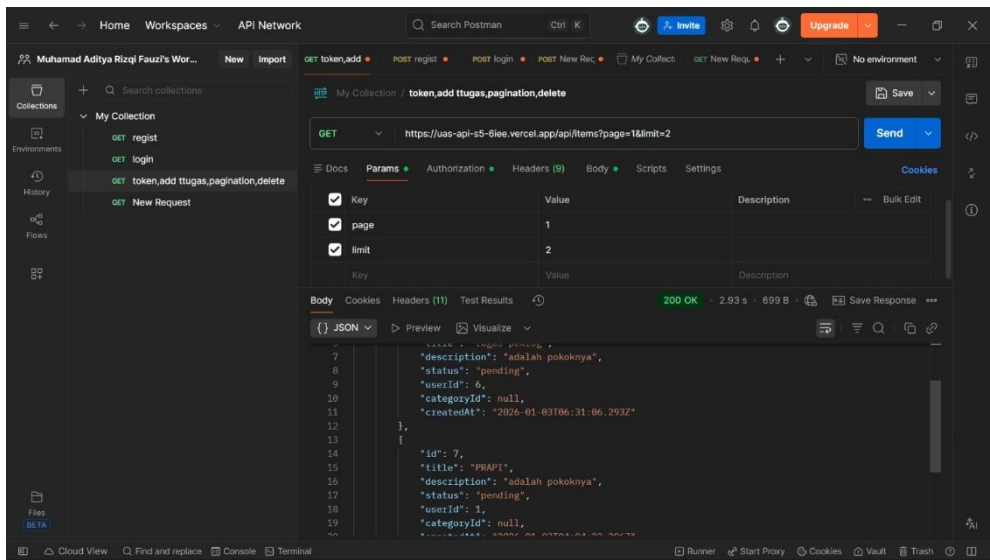 Home Workspaces API Network Search Postman Ctrl K Invite Upgrade
Muhamad Aditya Rizqi Fauzi's Wor... New Import GET token,add POST regist POST login POST New Rec My Collecti GET New Requ. No environment
Collections
Environments
History
Flows
Files
BETA
Search collections
My Collection
GET regist
GET login
GET token,add ttugas,pagination,delete
GET New Request
HTTP My Collection / token,add ttugas,pagination,delete Save
GET https://uas-api-s5-6iee.vercel.app/api/items?page=1&limit=2 Send
Docs Params Authorization Headers (9) Body Scripts Settings Cookies
Key Value Description Bulk Edit
page 1
limit 2
Key Value Description
Body Cookies Headers (11) Test Results 200 OK 2.93 s 699 B Save Response
{} JSON Preview Visualize
6 "title": "tugas pemrog",
7 "description": "adalah pokoknya",
8 "status": "pending",
9 "userId": 6,
10 "categoryId": null,
11 "createdAt": "2026-01-03T06:31:06.293Z"
12 },
13 {
14 "id": 7,
15 "title": "PRAPI",
16 "description": "adalah pokoknya",
17 "status": "pending",
18 "userId": 1,
19 "categoryId": null,
AI
Cloud View Find and replace Console Terminal Runner Start Proxy Cookies Vault Trash